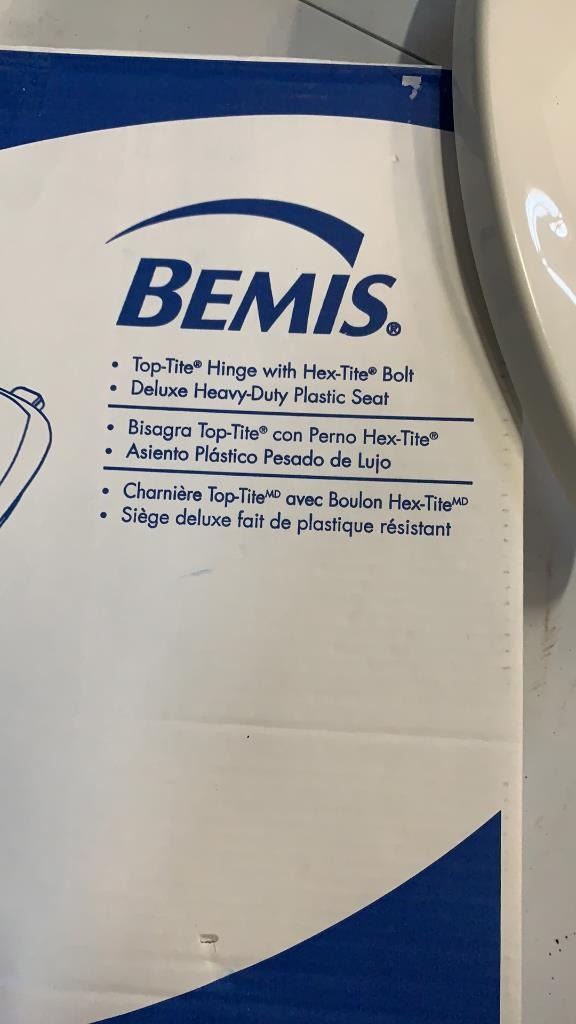 BEMIS®
• Top-Tite® Hinge with Hex-Tite® Bolt
• Deluxe Heavy-Duty Plastic Seat
• Bisagra Top-Tite® con Perno Hex-Tite®
• Asiento Plástico Pesado de Lujo
• Charnière Top-Titeᴹᴰ avec Boulon Hex-Titeᴹᴰ
• Siège deluxe fait de plastique résistant